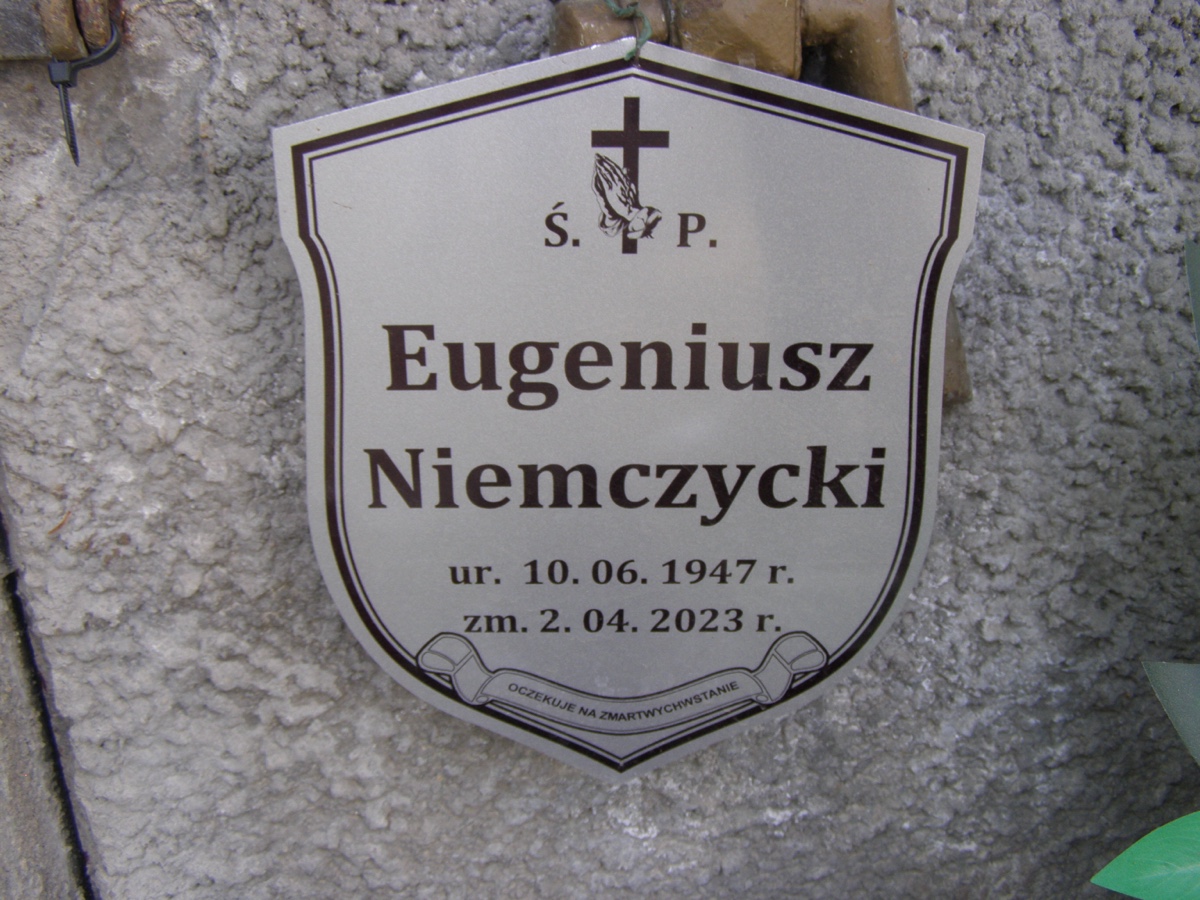 Ś. P.
Eugeniusz
Niemczycki
ur. 10. 06. 1947 r.
zm. 2. 04. 2023 r.
OCZEKUJE NA ZMARTWYCHWSTANIE